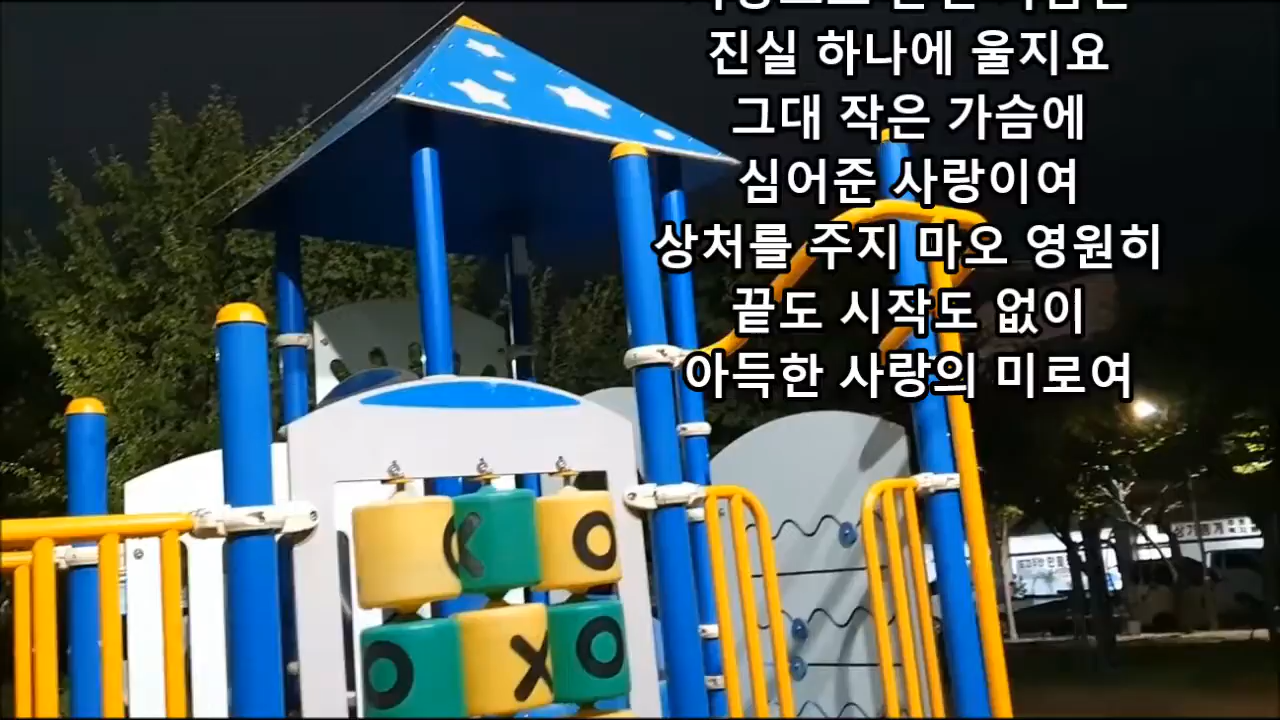 진실 하나에 울지요
그대 작은 가슴에
심어준 사랑이여
상처를 주지 마오 영원히
끝도 시작도 없이
아득한 사랑의 미로여
O
O X O